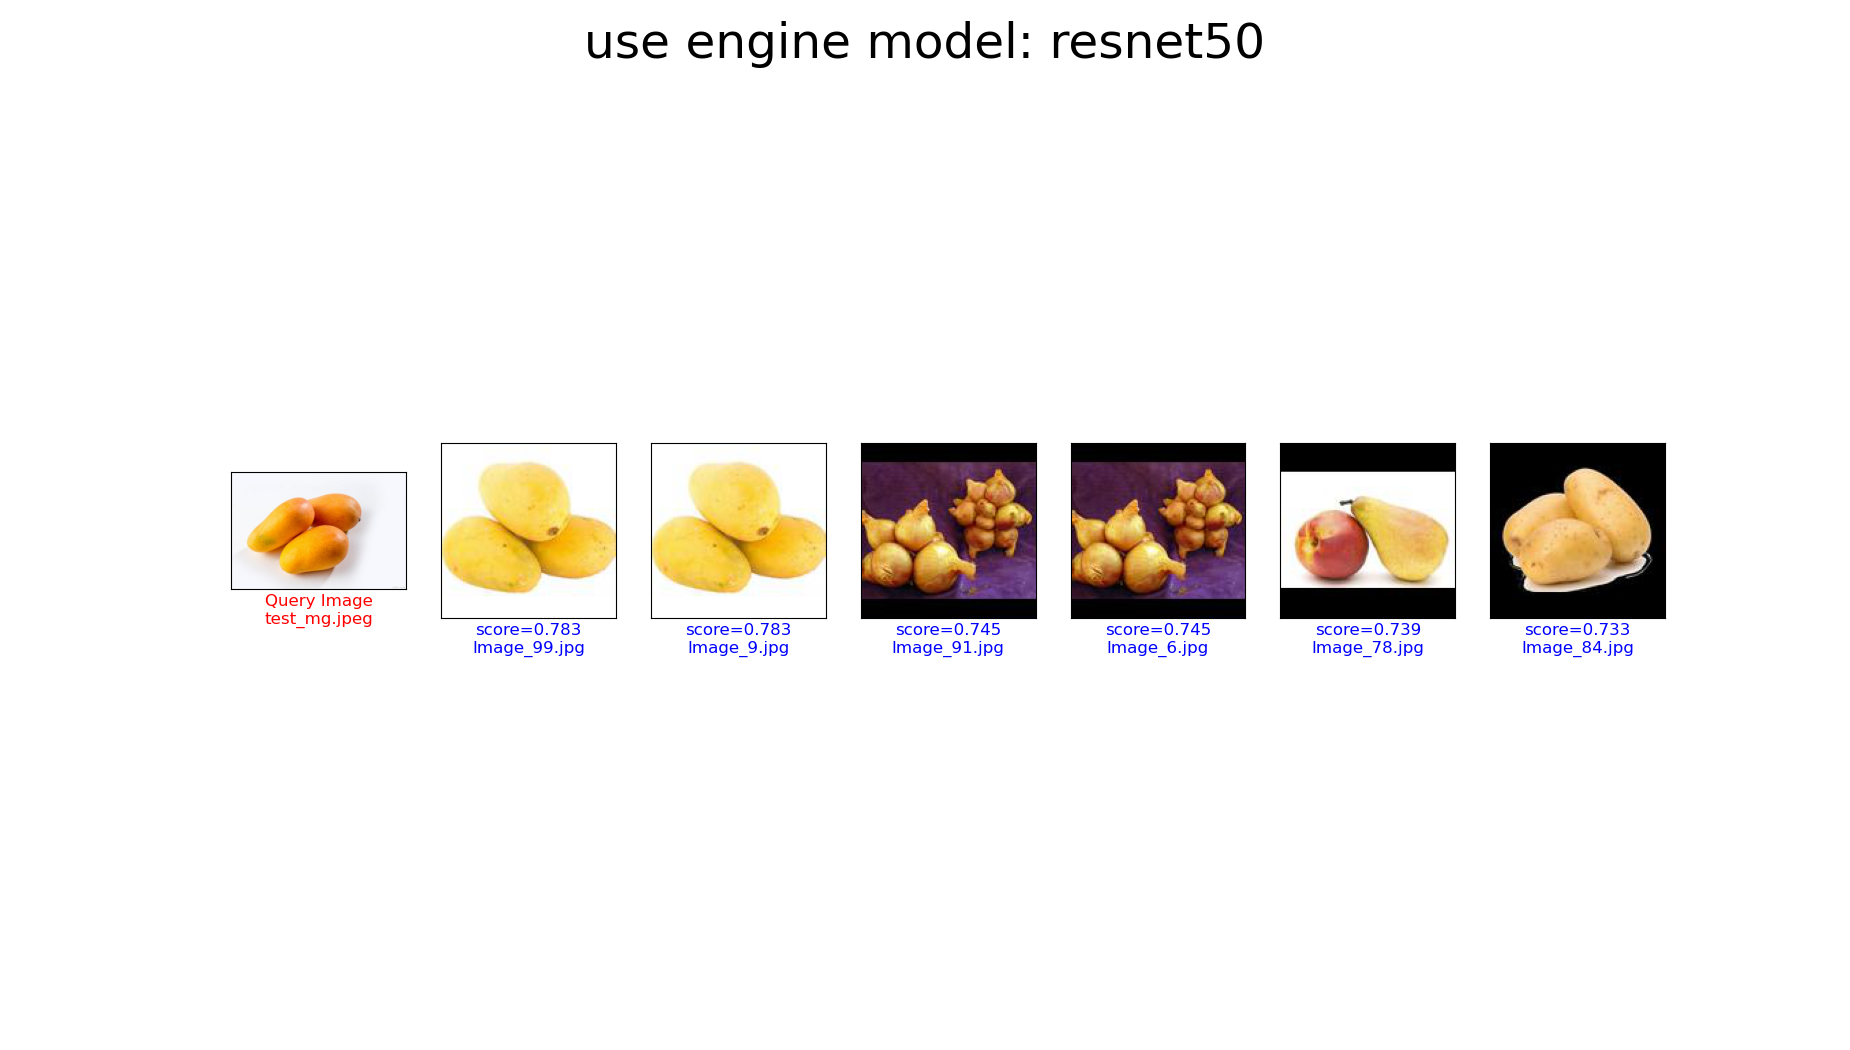 use engine model: resnet50
Query Image
test_mg.jpeg
score=0.783
Image_99.jpg
score=0.783
Image_9.jpg
score=0.745
Image_91.jpg
score=0.745
Image_6.jpg
score=0.739
Image_78.jpg
score=0.733
Image_84.jpg